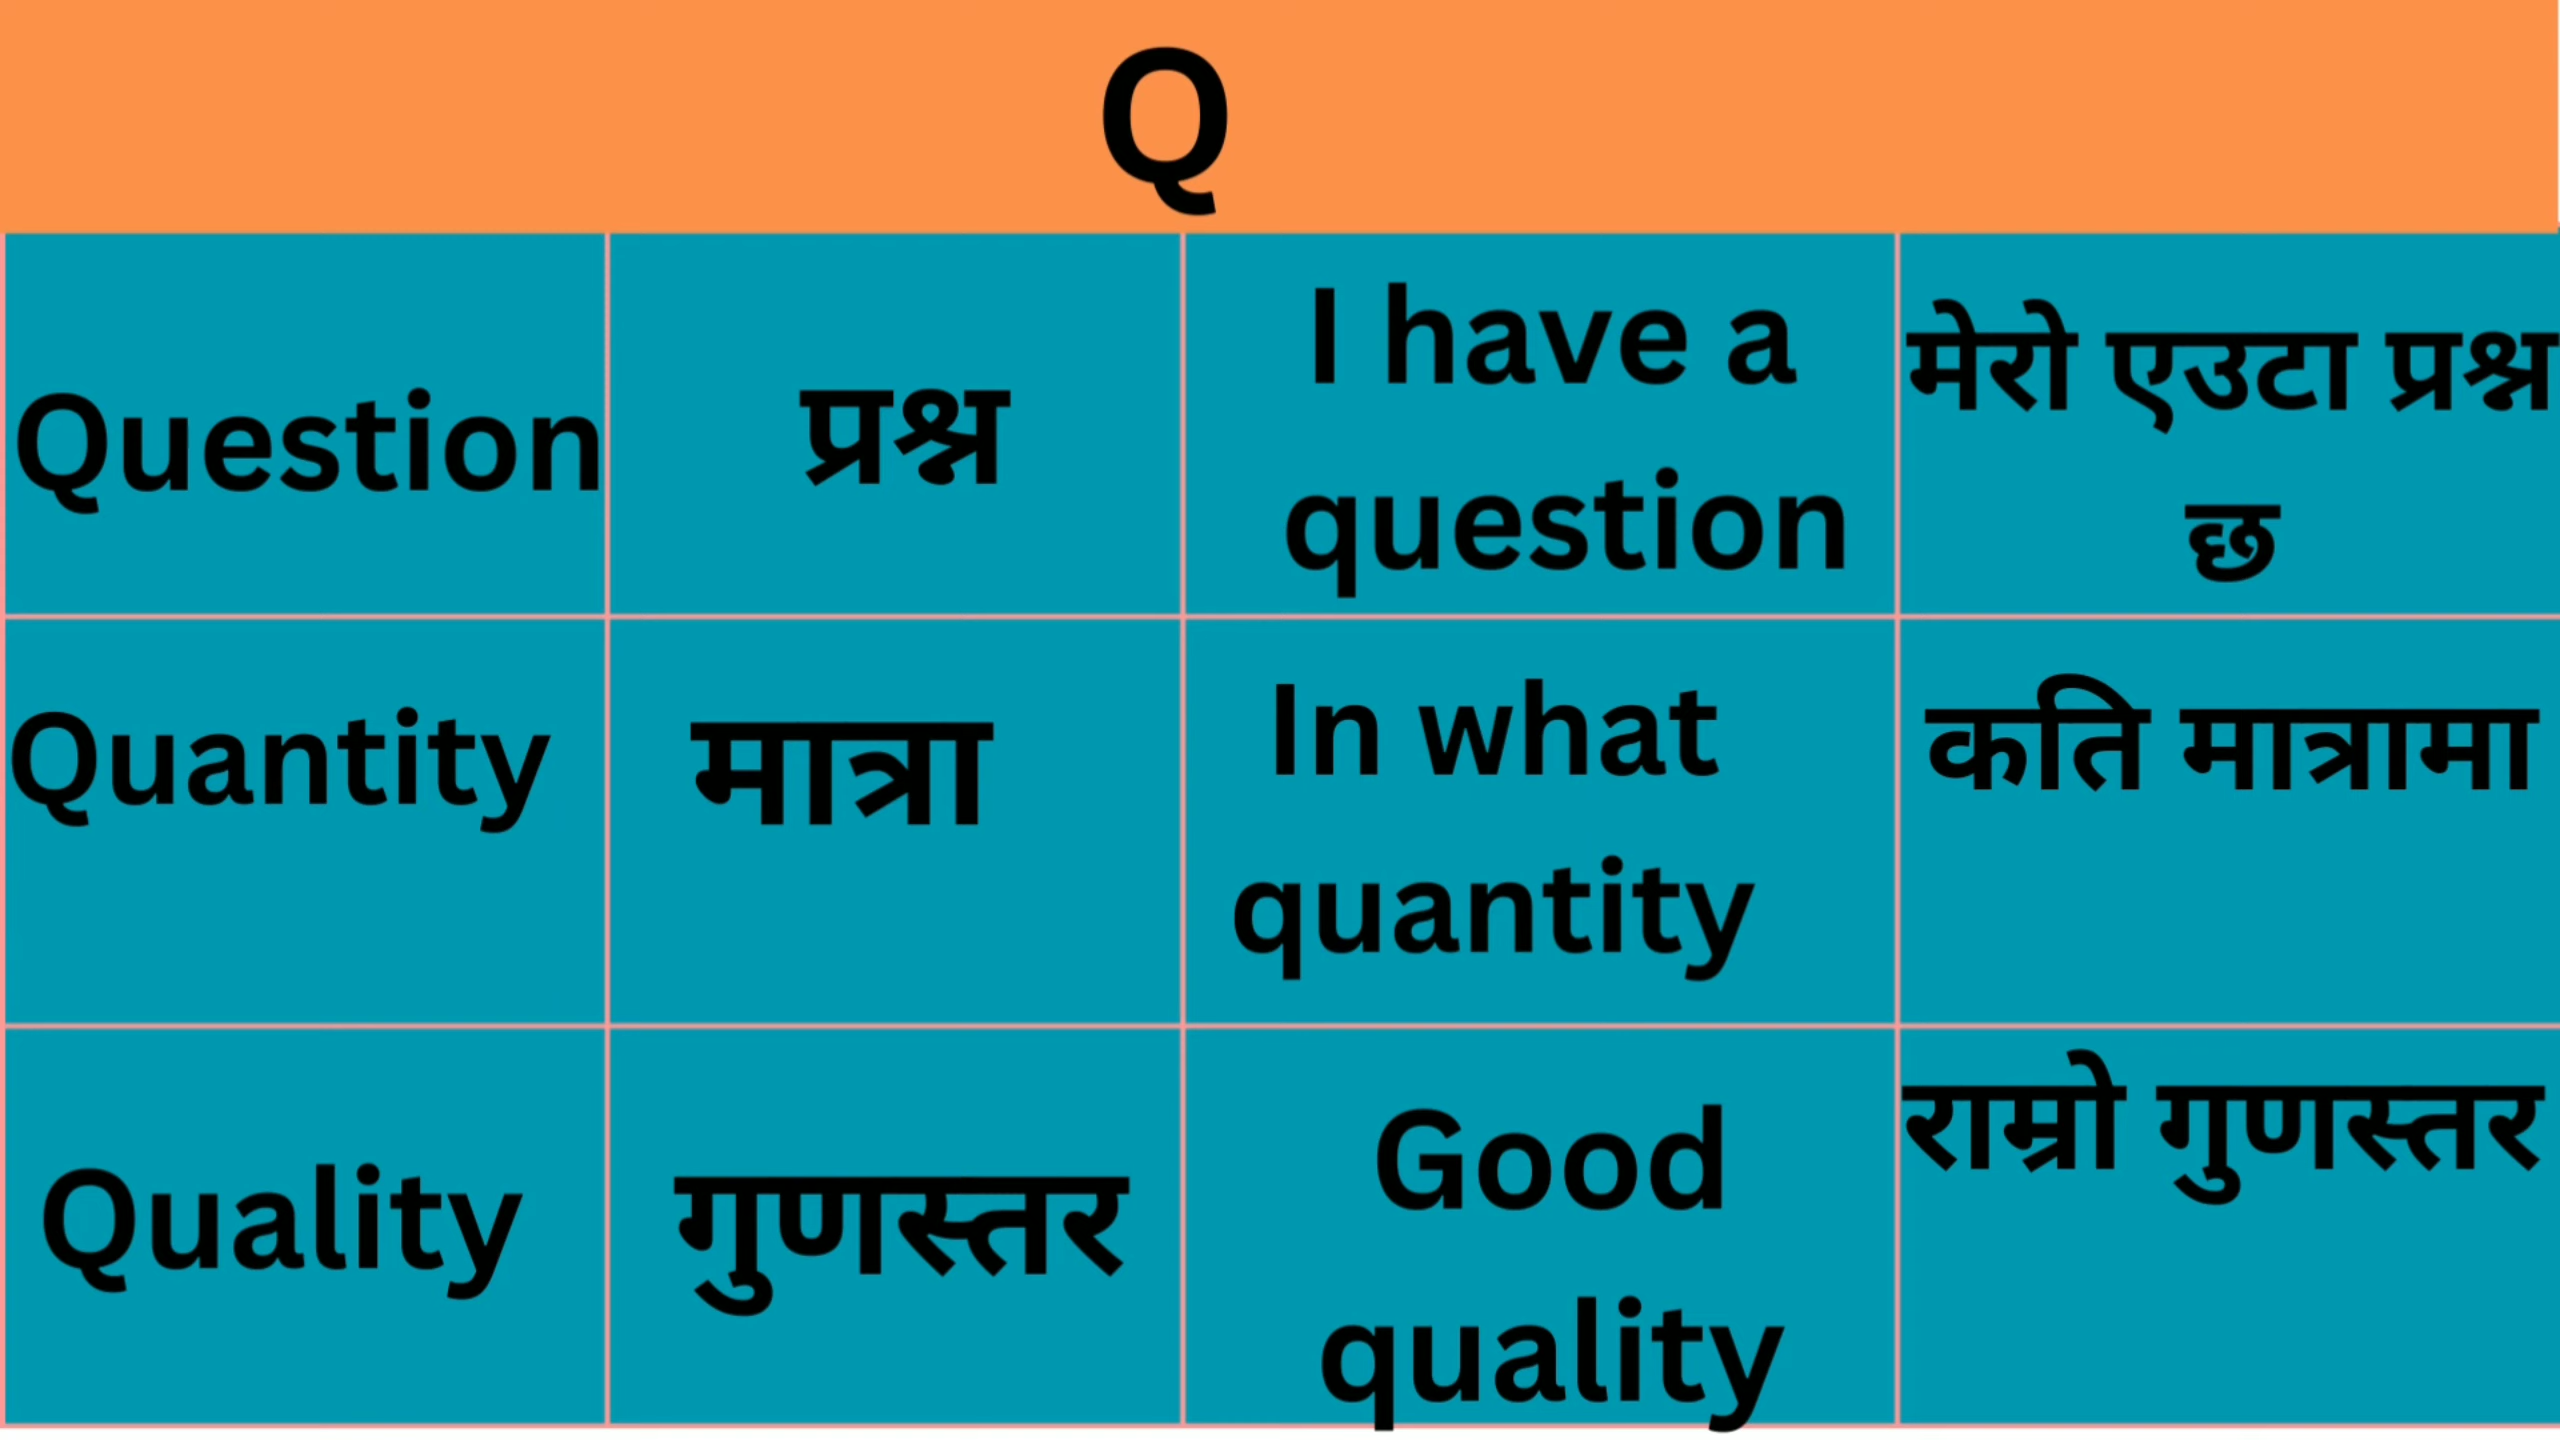 Q
Question
प्रश्न
I have a
question
मेरो एउटा प्रश्न
छ
Quantity
मात्रा
In what
quantity
कति मात्रामा
Quality
गुणस्तर
Good
quality
राम्रो गुणस्तर